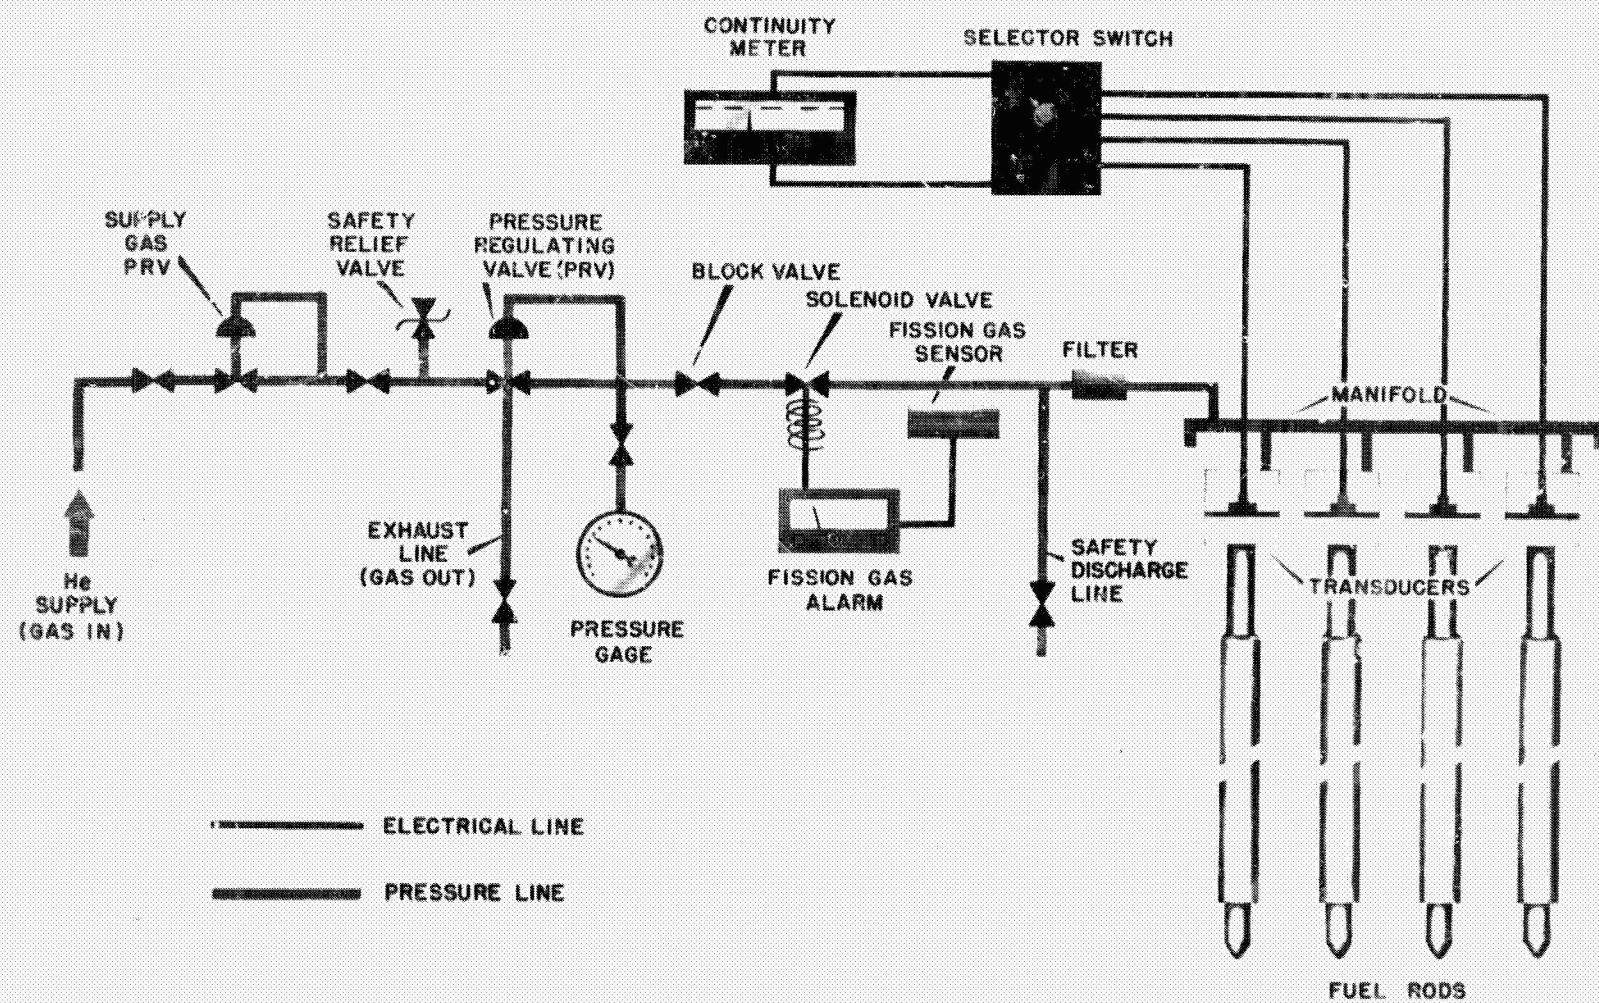 CONTINUITY
METER
SELECTOR SWITCH
SUPPLY
GAS
PRV
SAFETY
RELIEF
VALVE
PRESSURE
REGULATING
VALVE (PRV)
BLOCK VALVE
SOLENOID VALVE
FISSION GAS
SENSOR
FILTER
MANIFOLD
He
SUPPLY
(GAS IN)
EXHAUST
LINE
(GAS OUT)
PRESSURE
GAGE
FISSION GAS
ALARM
SAFETY
DISCHARGE
LINE
TRANSDUCERS
ELECTRICAL LINE
PRESSURE LINE
FUEL RODS